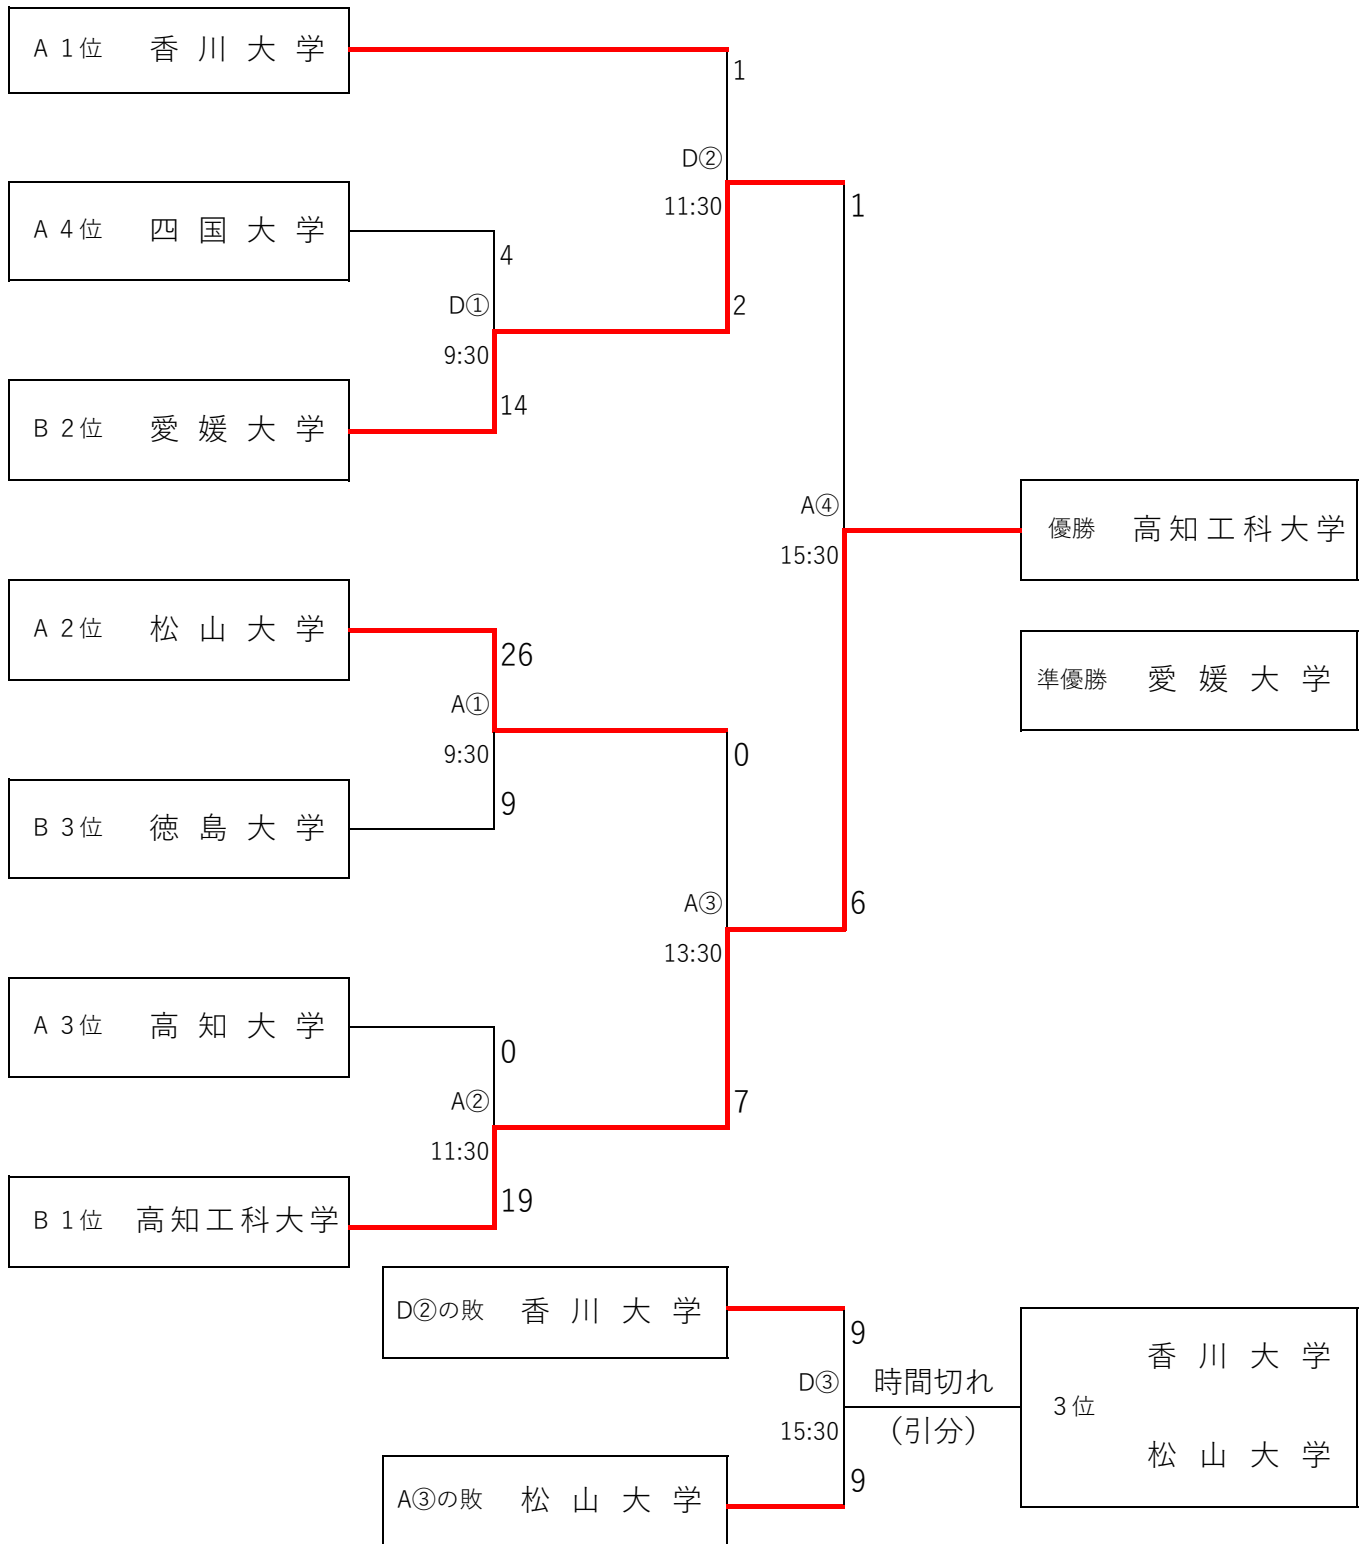 A 1位 香川大学
1
D②
11:30
1
A 4位 四国大学
4
D①
9:30
2
B 2位 愛媛大学
14
A④
15:30
優勝 高知工科大学
A 2位 松山大学
26
準優勝 愛媛大学
A①
9:30
0
B 3位 徳島大学
9
A③
13:30
6
A 3位 高知大学
0
A②
11:30
7
B 1位 高知工科大学
19
D②の敗 香川大学
9
D③
15:30
時間切れ
（引分）
香川大学
3位
松山大学
A③の敗 松山大学
9